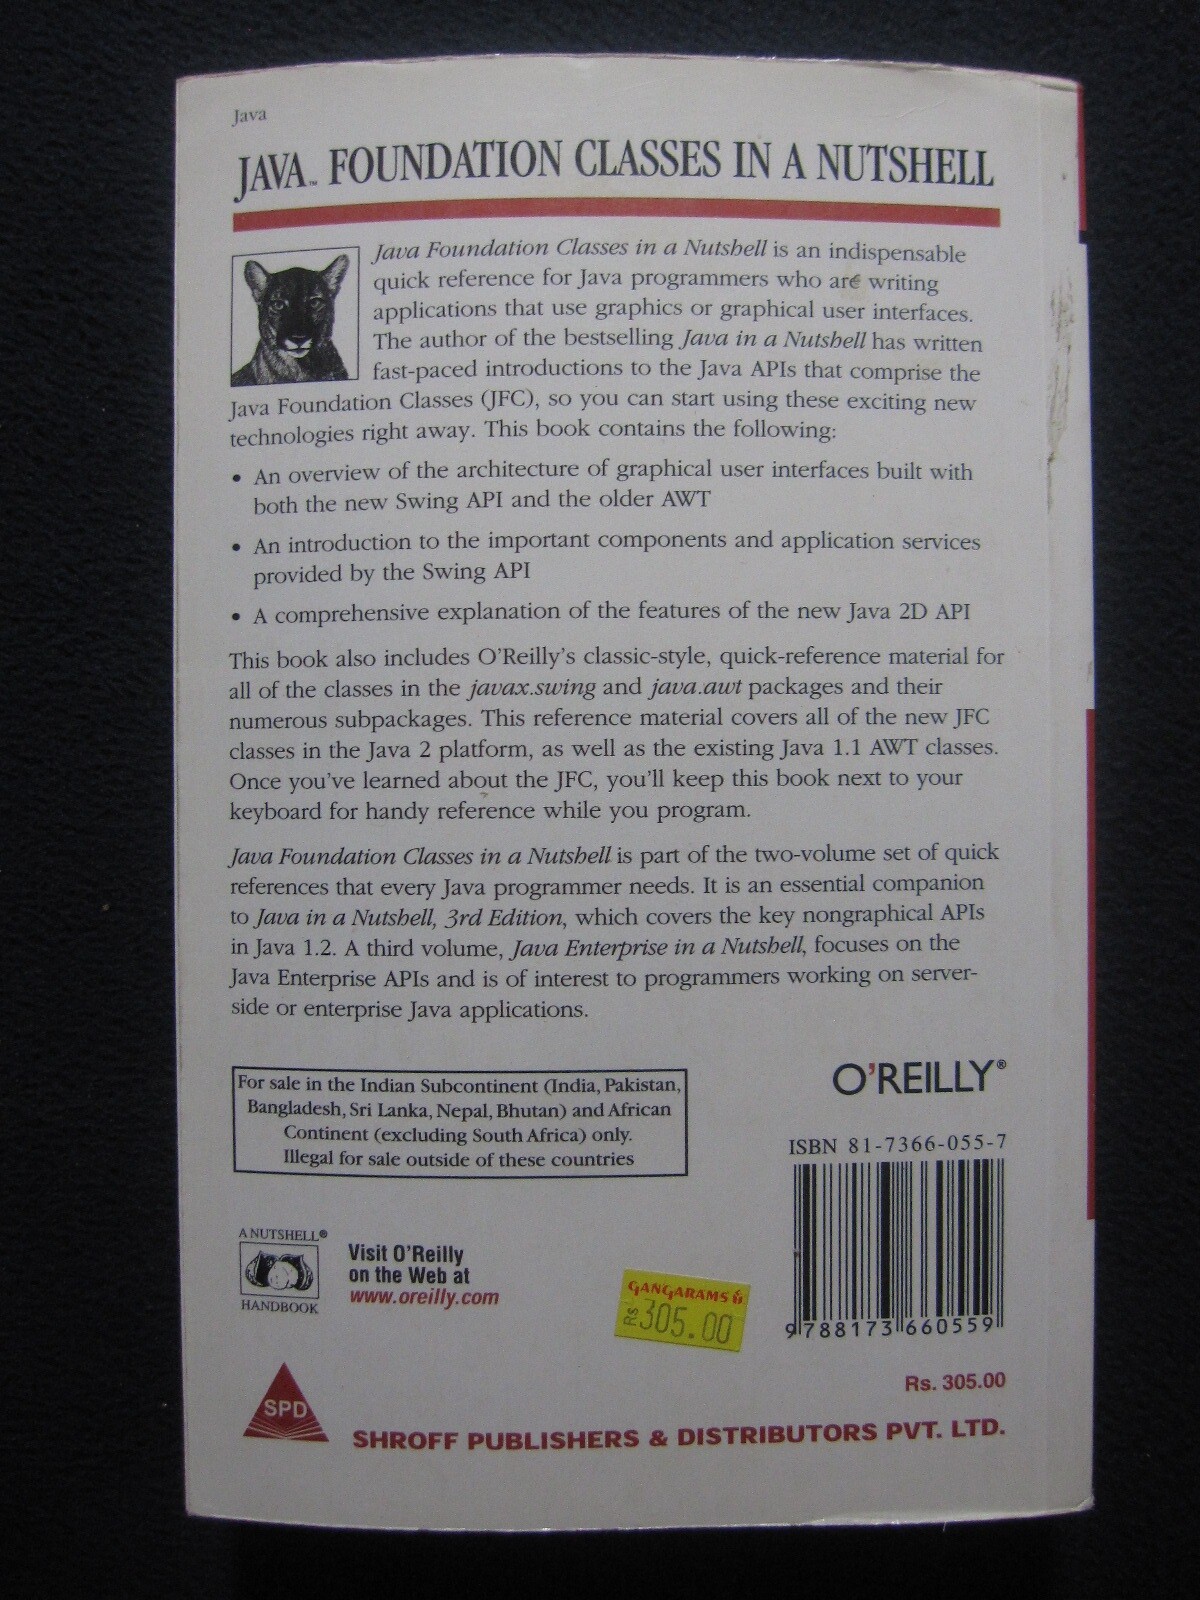 Java
JAVA™ FOUNDATION CLASSES IN A NUTSHELL
Java Foundation Classes in a Nutshell is an indispensable
quick reference for Java programmers who are writing
applications that use graphics or graphical user interfaces.
The author of the bestselling Java in a Nutshell has written
fast-paced introductions to the Java APIs that comprise the
Java Foundation Classes (JFC), so you can start using these exciting new
technologies right away. This book contains the following:
• An overview of the architecture of graphical user interfaces built with
both the new Swing API and the older AWT
• An introduction to the important components and application services
provided by the Swing API
• A comprehensive explanation of the features of the new Java 2D API
This book also includes O'Reilly's classic-style, quick-reference material for
all of the classes in the javax.swing and java.awt packages and their
numerous subpackages. This reference material covers all of the new JFC
classes in the Java 2 platform, as well as the existing Java 1.1 AWT classes.
Once you've learned about the JFC, you'll keep this book next to your
keyboard for handy reference while you program.
Java Foundation Classes in a Nutshell is part of the two-volume set of quick
references that every Java programmer needs. It is an essential companion
to Java in a Nutshell, 3rd Edition, which covers the key nongraphical APIs
in Java 1.2. A third volume, Java Enterprise in a Nutshell, focuses on the
Java Enterprise APIs and is of interest to programmers working on server-
side or enterprise Java applications.
For sale in the Indian Subcontinent (India, Pakistan,
Bangladesh, Sri Lanka, Nepal, Bhutan) and African
Continent (excluding South Africa) only.
Illegal for sale outside of these countries
O'REILLY®
ISBN 81-7366-055-7
9 788173 660559
A NUTSHELL®
HANDBOOK
Visit O'Reilly
on the Web at
www.oreilly.com
GANGARAMS
Rs 305.00
Rs. 305.00
SPD
SHROFF PUBLISHERS & DISTRIBUTORS PVT. LTD.